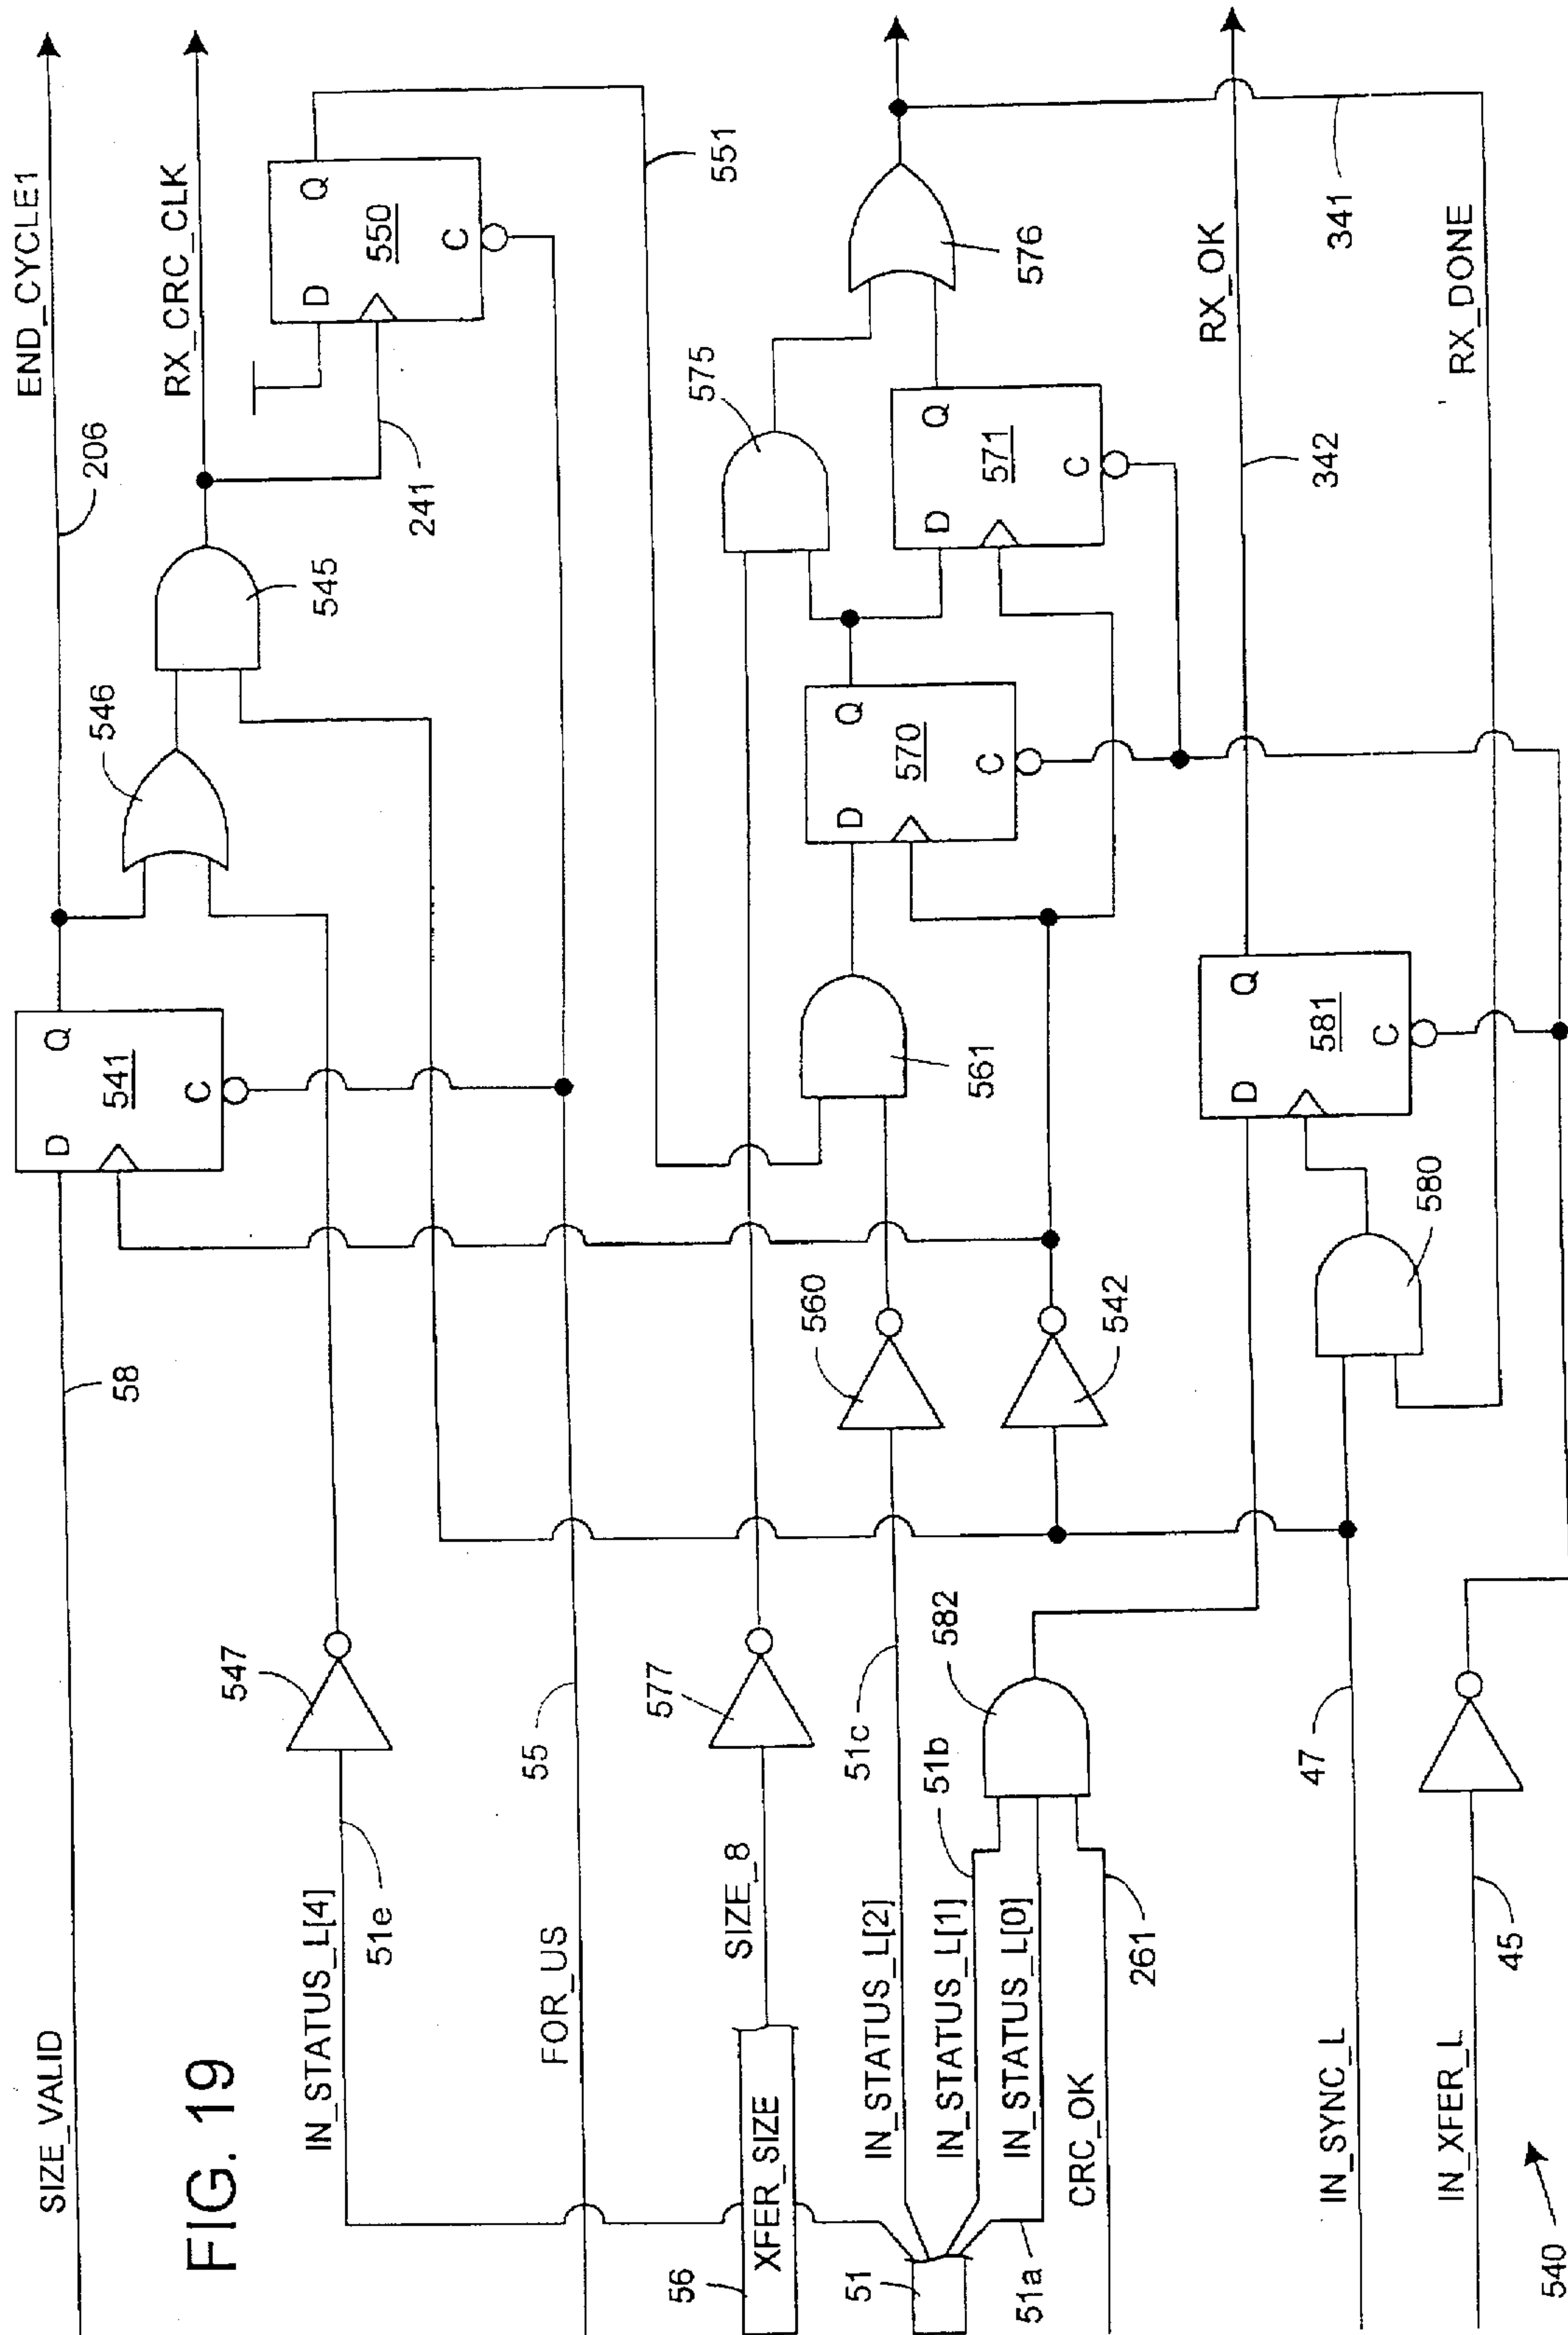 FIG. 19
SIZE_VALID
58
D
Q
541
C
END_CYCLE1
206
IN_STATUS_L[4]
51e
547
546
545
RX_CRC_CLK
241
D
Q
550
C
FOR_US
55
551
56
XFER_SIZE
SIZE_8
577
575
576
51
IN_STATUS_L[2]
51c
560
561
D
Q
570
C
D
Q
571
C
IN_STATUS_L[1]
51b
IN_STATUS_L[0]
51a
582
542
CRC_OK
261
D
Q
581
C
RX_OK
342
341
IN_SYNC_L
47
580
RX_DONE
IN_XFER_L
45
540